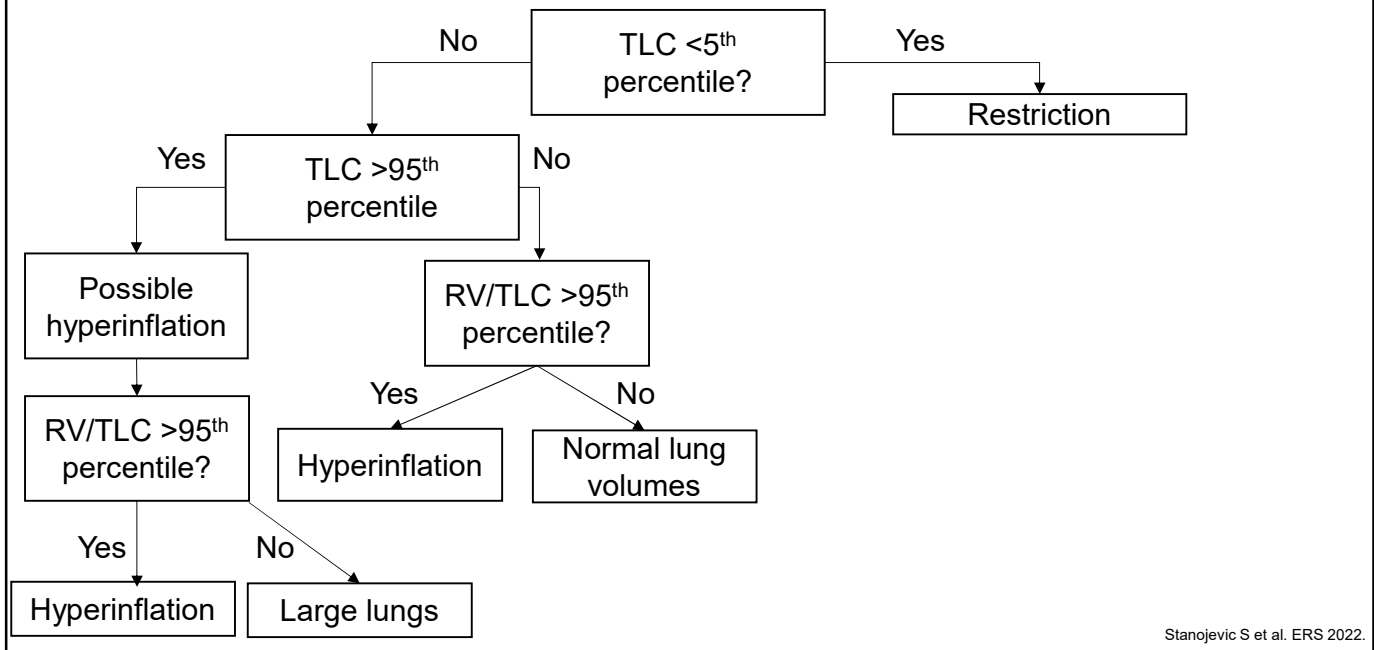 No
TLC <5th
percentile?
Yes
Restriction
Yes
TLC >95th
percentile
No
Possible
hyperinflation
RV/TLC >95th
percentile?
Yes
No
RV/TLC >95th
percentile?
Hyperinflation
Normal lung
volumes
Yes
No
Hyperinflation
Large lungs
Stanojevic S et al. ERS 2022.